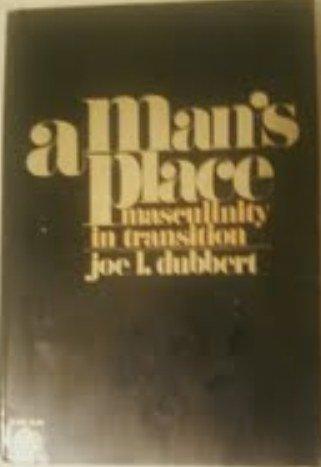 a man's
place
masculinity
in transition
joe l. dubbert